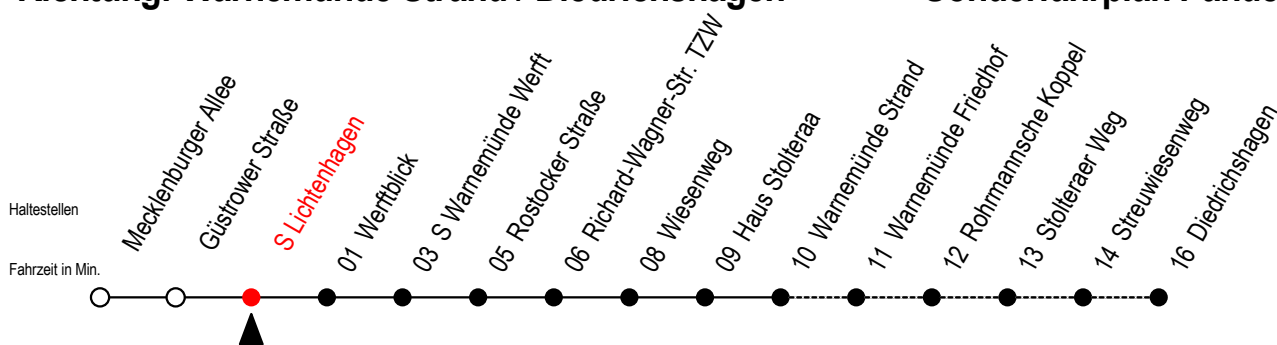 Haltestellen
Fahrzeit in Min.
Mecklenburger Allee
Güstrower Straße
S Lichtenhagen
01 Werftblick
03 S Warnemünde Werft
05 Rostocker Straße
06 Richard-Wagner-Str. TZW
08 Wiesenweg
09 Haus Stolteraa
10 Warnemünde Strand
11 Warnemünde Friedhof
12 Rohrmannsche Koppel
13 Stolteraer Weg
14 Streuwiesenweg
16 Diedrichshagen